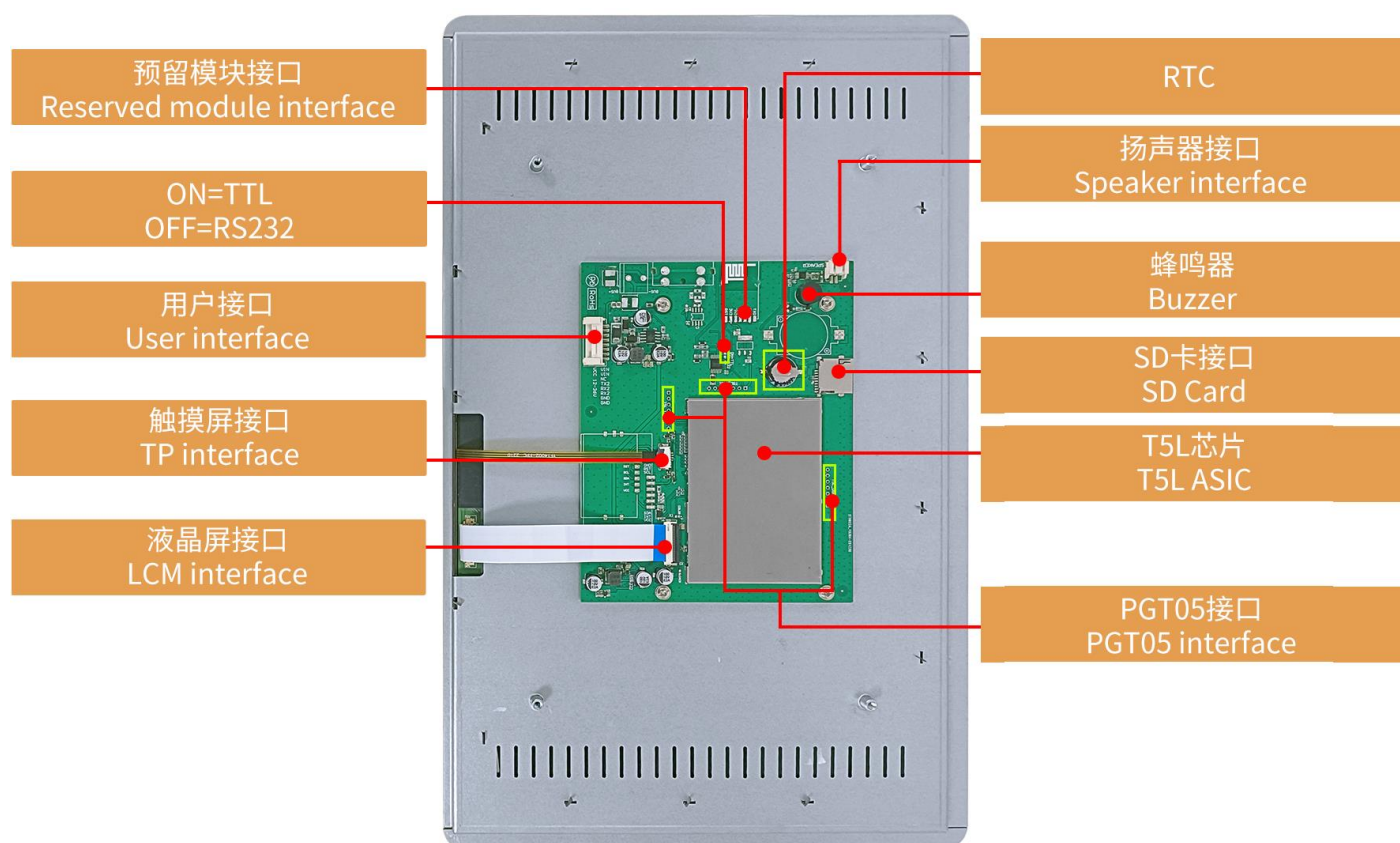 预留模块接口
Reserved module interface
ON=TTL
OFF=RS232
用户接口
User interface
触摸屏接口
TP interface
液晶屏接口
LCM interface
RTC
扬声器接口
Speaker interface
蜂鸣器
Buzzer
SD卡接口
SD Card
T5L芯片
T5L ASIC
PGT05接口
PGT05 interface
SPEAKER
RoHS